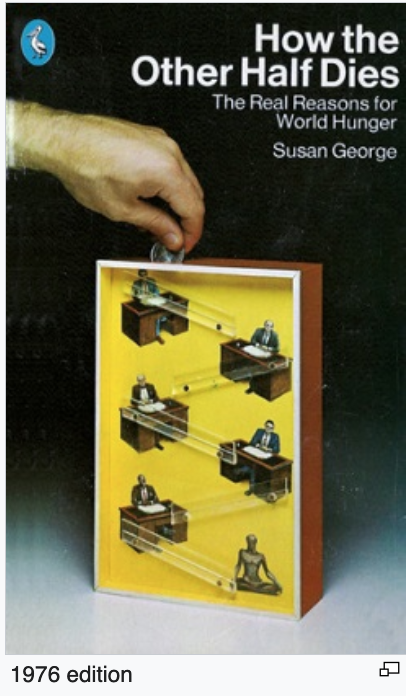 How the
Other Half Dies
The Real Reasons for
World Hunger
Susan George
1976 edition